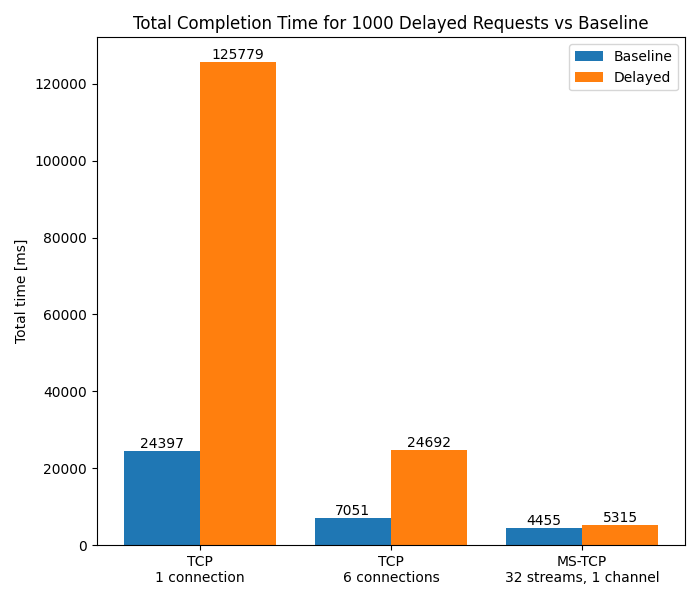 Total Completion Time for 1000 Delayed Requests vs Baseline
Baseline
Delayed
Total time [ms]
120000
100000
80000
60000
40000
20000
0
24397
125779
7051
24692
4455
5315
TCP
1 connection
TCP
6 connections
MS-TCP
32 streams, 1 channel